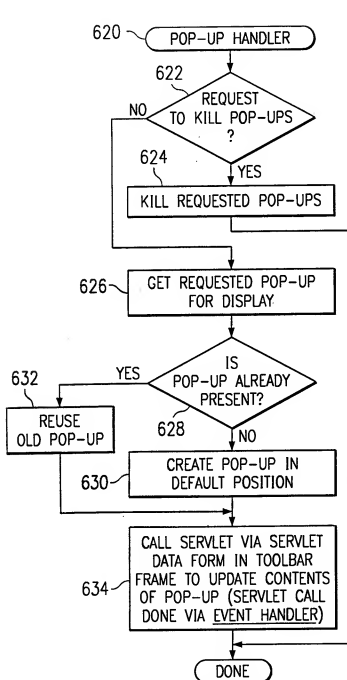 620
POP-UP HANDLER
622
REQUEST
TO KILL POP-UPS
?
NO
YES
624
KILL REQUESTED POP-UPS
626
GET REQUESTED POP-UP
FOR DISPLAY
IS
POP-UP ALREADY
PRESENT?
628
YES
NO
632
REUSE
OLD POP-UP
630
CREATE POP-UP IN
DEFAULT POSITION
634
CALL SERVLET VIA SERVLET
DATA FORM IN TOOLBAR
FRAME TO UPDATE CONTENTS
OF POP-UP (SERVLET CALL
DONE VIA EVENT HANDLER)
DONE